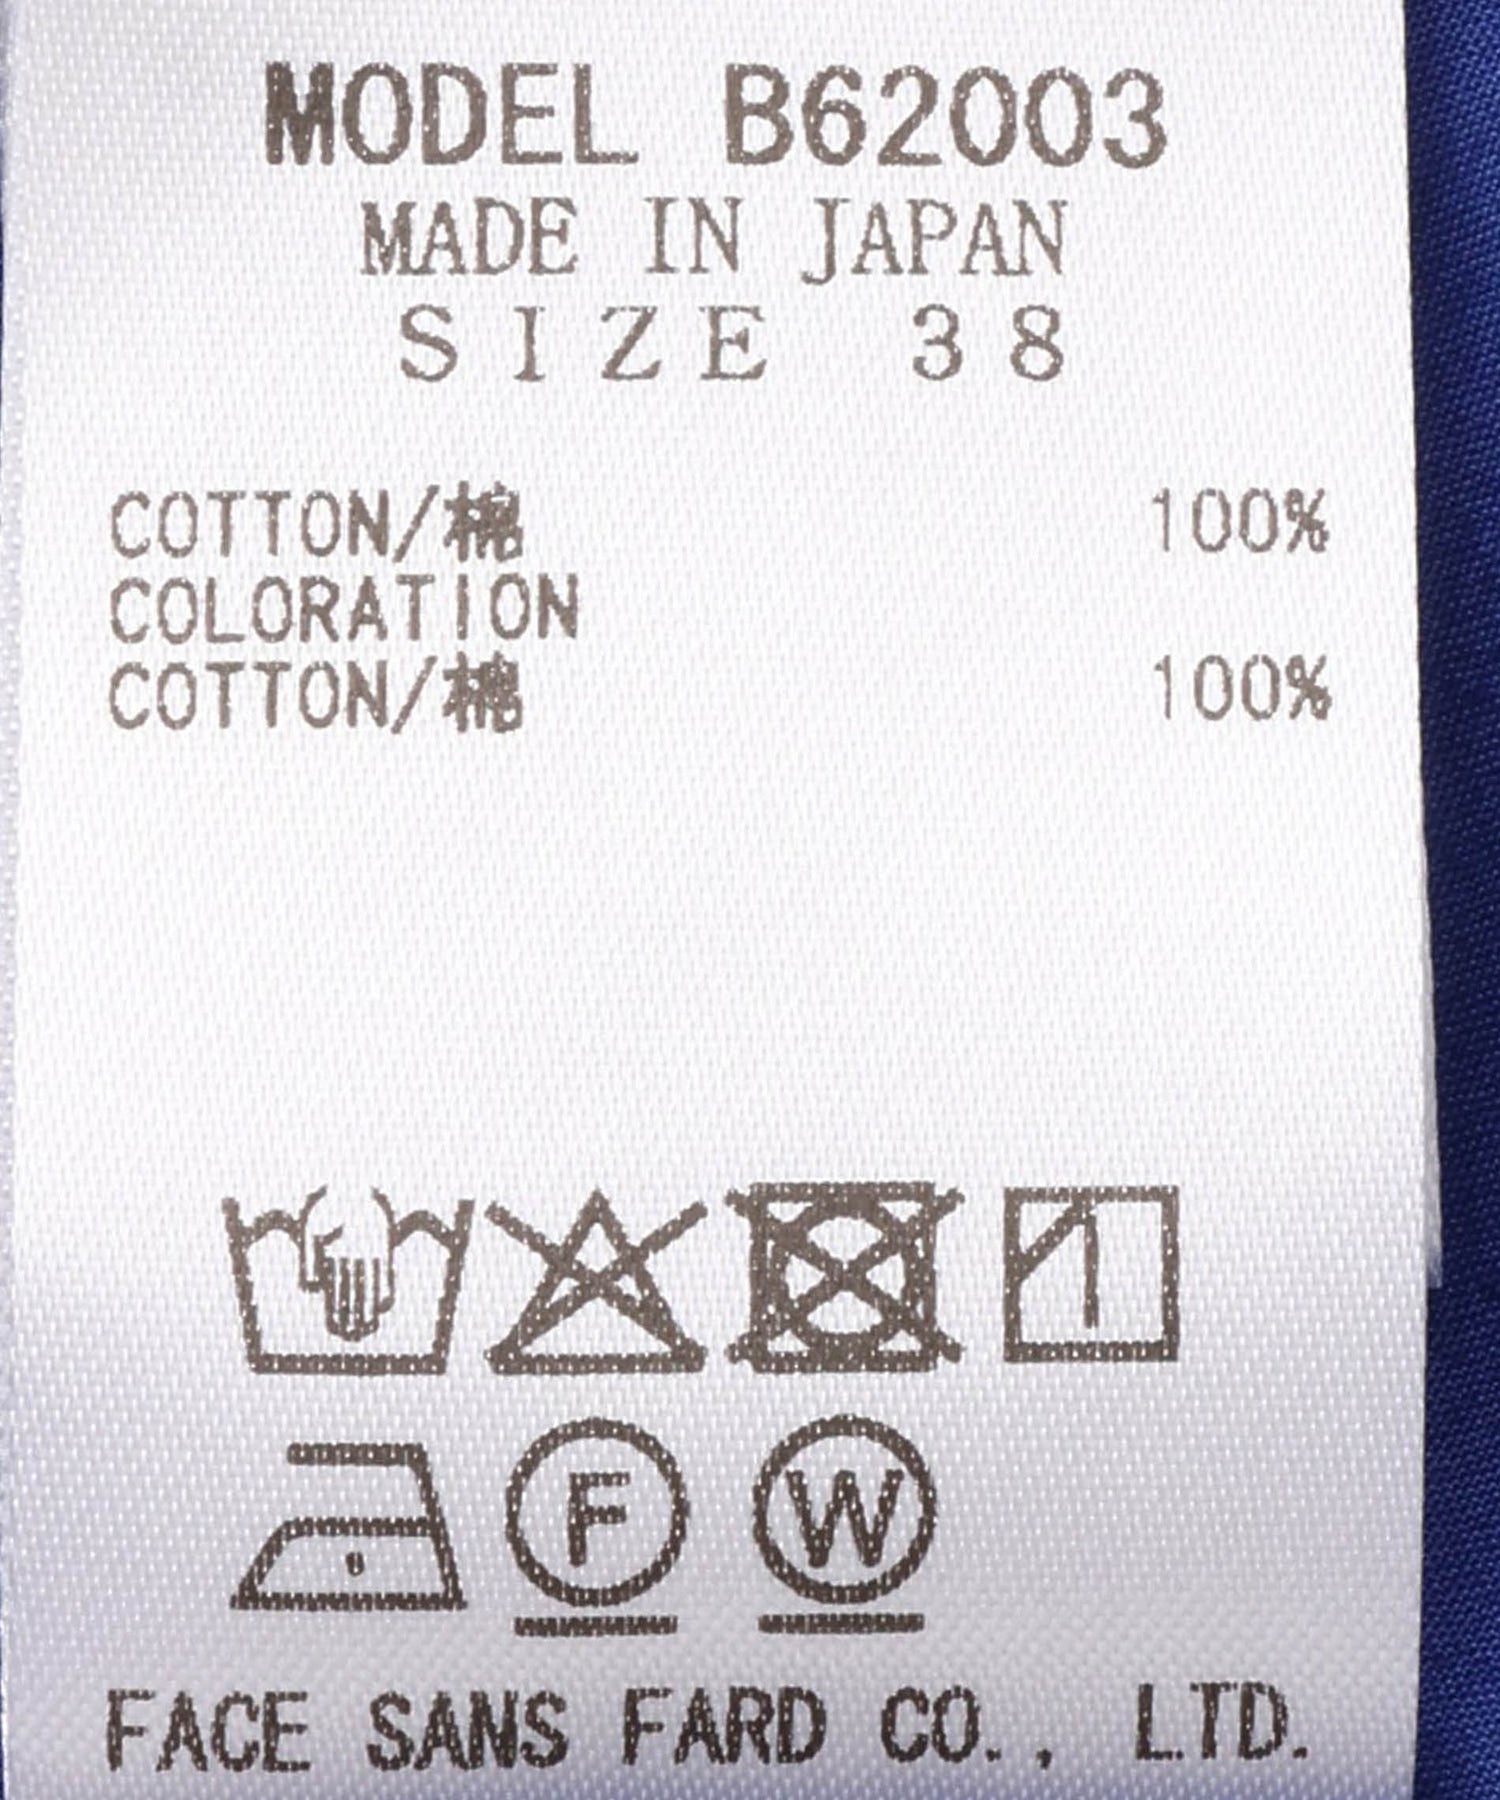 MODEL B62003
MADE IN JAPAN
SIZE 38
COTTON/棉 100%
COLORATION
COTTON/棉 100%
F W
FACE SANS FARD CO., LTD.